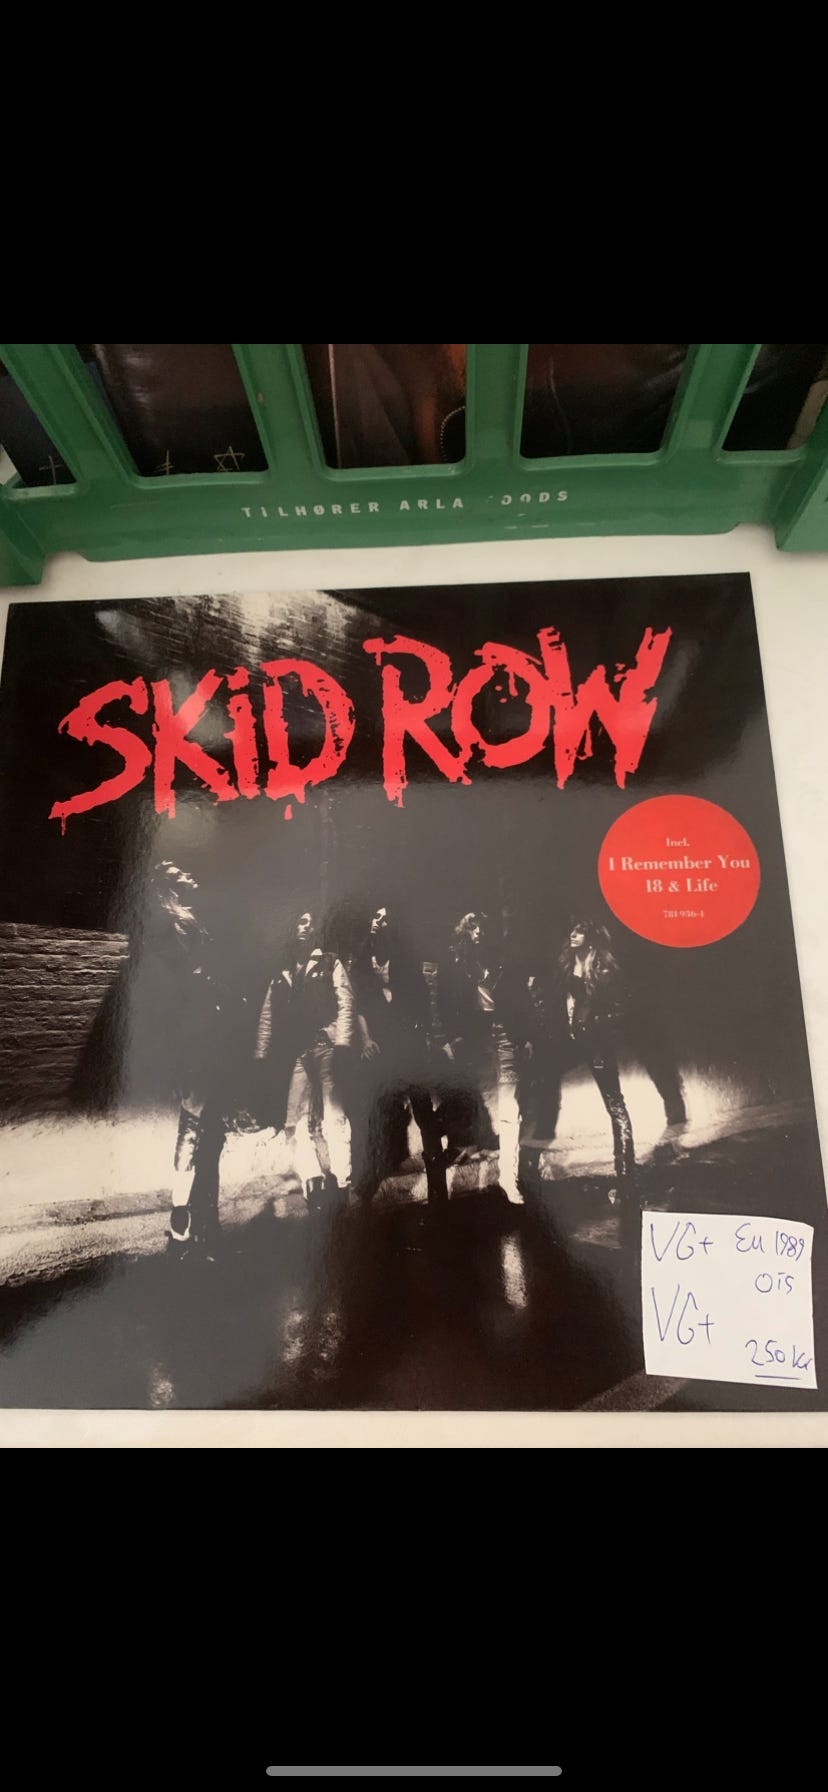 TILHØRER ARLA OODS
SKiD ROW
Incl.
I Remember You
18 & Life
781 936-1
VG+ EU 1989
OIS
VG+
250 kr